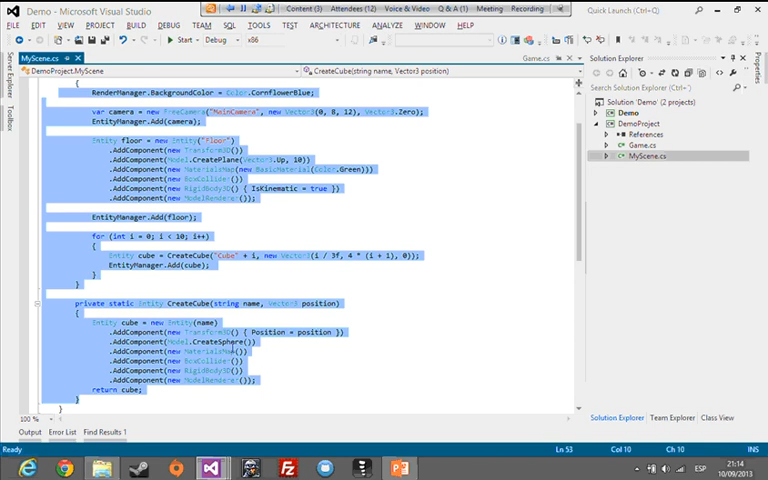 Demo - Microsoft Visual Studio
Content (3) Attendees (12) Voice & Video Q & A (1) Meeting Recording
Quick Launch (Ctrl+Q)
FILE EDIT VIEW PROJECT BUILD DEBUG TEAM SQL TOOLS TEST ARCHITECTURE ANALYZE WINDOW HELP
Start Debug x86
MyScene.cs Game.cs
DemoProject.MyScene CreateCube(string name, Vector3 position)
{
RenderManager.BackgroundColor = Color.CornflowerBlue;
var camera = new FreeCamera("MainCamera", new Vector3(0, 8, 12), Vector3.Zero);
EntityManager.Add(camera);
Entity floor = new Entity("Floor")
.AddComponent(new Transform3D())
.AddComponent(Model.CreatePlane(Vector3.Up, 10))
.AddComponent(new MaterialsMap(new BasicMaterial(Color.Green)))
.AddComponent(new BoxCollider())
.AddComponent(new RigidBody3D() { IsKinematic = true })
.AddComponent(new ModelRenderer());
EntityManager.Add(floor);
for (int i = 0; i < 10; i++)
{
Entity cube = CreateCube("Cube" + i, new Vector3(i / 3f, 4 * (i + 1), 0));
EntityManager.Add(cube);
}
}
private static Entity CreateCube(string name, Vector3 position)
{
Entity cube = new Entity(name)
.AddComponent(new Transform3D() { Position = position })
.AddComponent(Model.CreateSphere())
.AddComponent(new MaterialsMap())
.AddComponent(new BoxCollider())
.AddComponent(new RigidBody3D())
.AddComponent(new ModelRenderer());
return cube;
}
}
100 %
Output Error List Find Results 1
Server Explorer
Toolbox
Solution Explorer
Search Solution Explorer (Ctrl+;)
Solution 'Demo' (2 projects)
Demo
DemoProject
References
Game.cs
MyScene.cs
Solution Explorer Team Explorer Class View
Properties
Ready Ln 53 Col 10 Ch 10 INS
ESP
21:14
10/09/2013